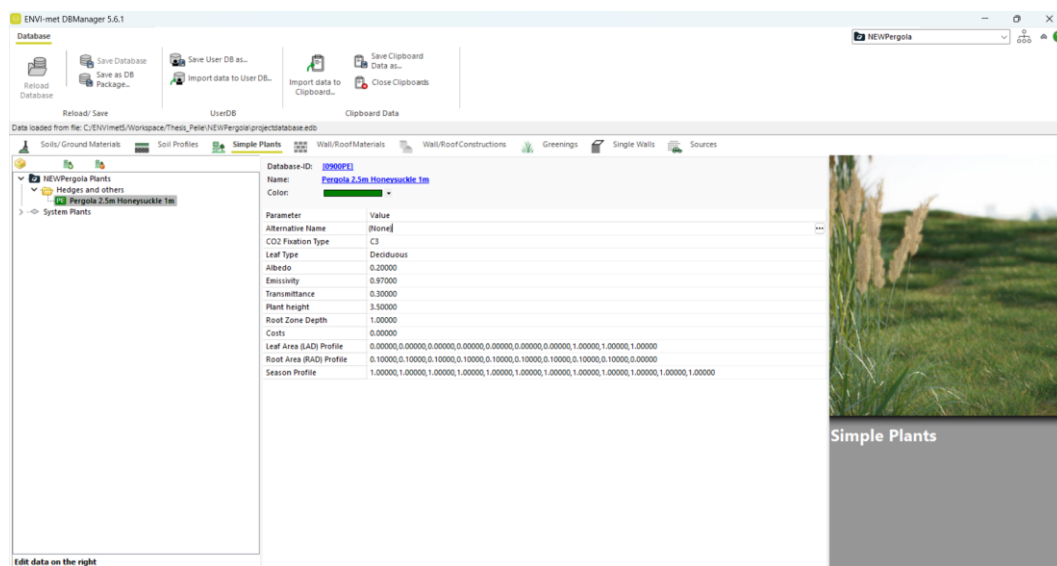 ENVI-met DBManager 5.6.1
Database
NEWPergola
Reload Database
Save Database
Save as DB Package...
Save User DB as...
Import data to User DB...
Import data to Clipboard...
Save Clipboard Data as...
Close Clipboards
Reload/ Save
UserDB
Clipboard Data
Data loaded from file: C:/ENVImet5/Workspace/Thesis_Pelie\NEWPergola\projectdatabase.edb
Soils/Ground Materials
Soil Profiles
Simple Plants
Wall/RoofMaterials
Wall/RoofConstructions
Greenings
Single Walls
Sources
NEWPergola Plants
Hedges and others
PE Pergola 2.5m Honeysuckle 1m
System Plants
Edit data on the right
Database-ID: [0900PE]
Name: Pergola 2.5m Honeysuckle 1m
Color:
Parameter Value
Alternative Name (None) ...
CO2 Fixation Type C3
Leaf Type Deciduous
Albedo 0.20000
Emissivity 0.97000
Transmittance 0.30000
Plant height 3.50000
Root Zone Depth 1.00000
Costs 0.00000
Leaf Area (LAD) Profile 0.00000,0.00000,0.00000,0.00000,0.00000,0.00000,0.00000,1.00000,1.00000,1.00000
Root Area (RAD) Profile 0.10000,0.10000,0.10000,0.10000,0.10000,0.10000,0.10000,0.10000,0.10000,0.00000
Season Profile 1.00000,1.00000,1.00000,1.00000,1.00000,1.00000,1.00000,1.00000,1.00000,1.00000,1.00000,1.00000
Simple Plants